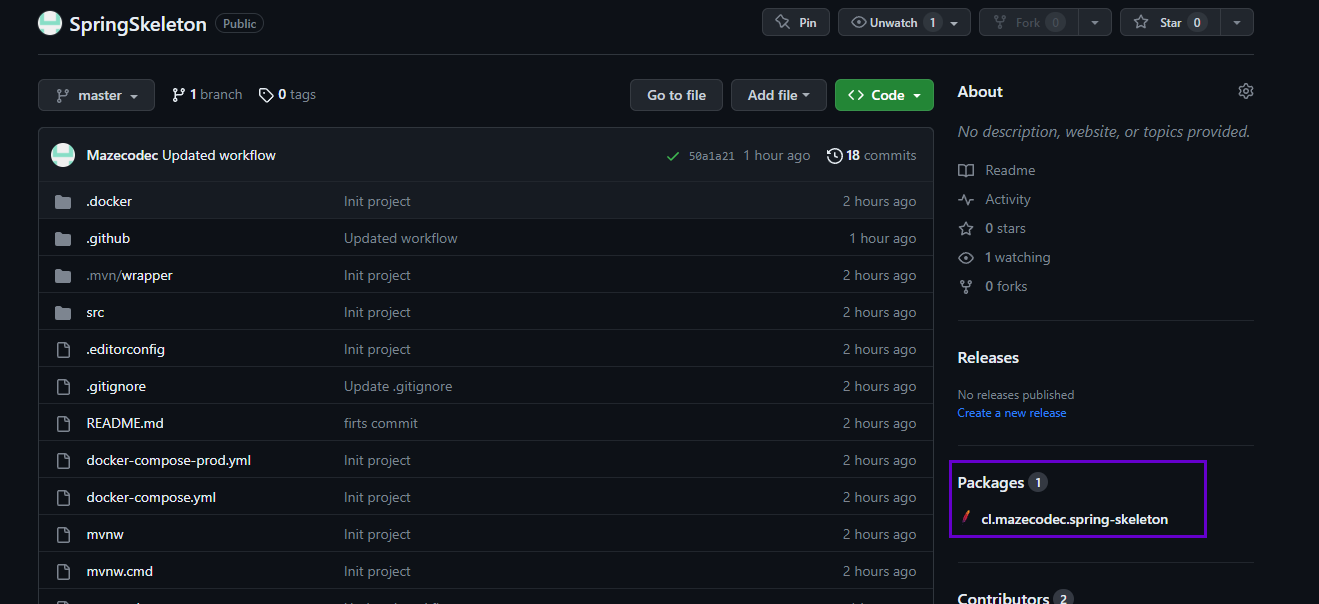 SpringSkeleton Public
Pin
Unwatch 1
Fork 0
Star 0
master
1 branch
0 tags
Go to file
Add file
Code
Mazecodec Updated workflow
50a1a21 1 hour ago
18 commits
.docker Init project 2 hours ago
.github Updated workflow 1 hour ago
.mvn/wrapper Init project 2 hours ago
src Init project 2 hours ago
.editorconfig Init project 2 hours ago
.gitignore Update .gitignore 2 hours ago
README.md firts commit 2 hours ago
docker-compose-prod.yml Init project 2 hours ago
docker-compose.yml Init project 2 hours ago
mvnw Init project 2 hours ago
mvnw.cmd Init project 2 hours ago
About
No description, website, or topics provided.
Readme
Activity
0 stars
1 watching
0 forks
Releases
No releases published
Create a new release
Packages 1
cl.mazecodec.spring-skeleton
Contributors 2